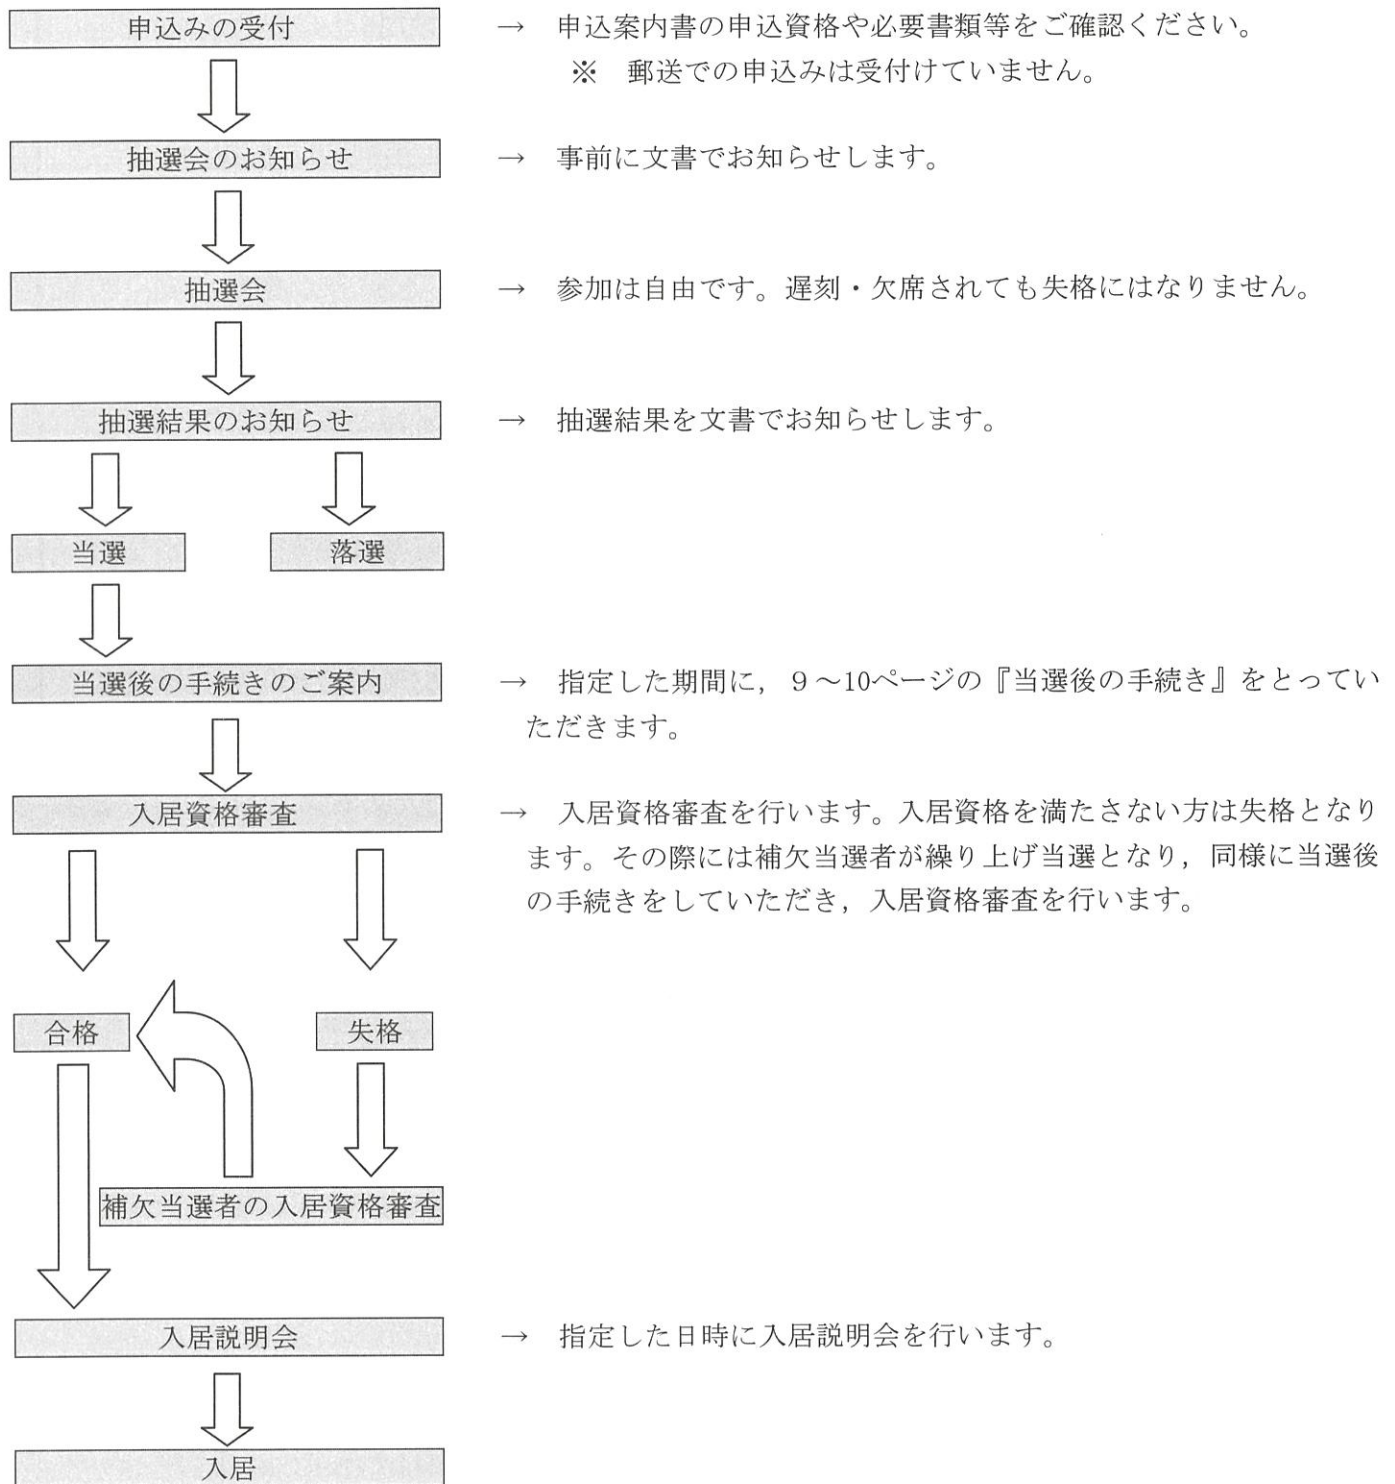 申込みの受付
→　申込案内書の申込資格や必要書類等をご確認ください。
※　郵送での申込みは受付けていません。
抽選会のお知らせ
→　事前に文書でお知らせします。
抽選会
→　参加は自由です。遅刻・欠席されても失格にはなりません。
抽選結果のお知らせ
→　抽選結果を文書でお知らせします。
当選
落選
当選後の手続きのご案内
→　指定した期間に，９～10ページの『当選後の手続き』をとってい
ただきます。
入居資格審査
→　入居資格審査を行います。入居資格を満たさない方は失格となり
ます。その際には補欠当選者が繰り上げ当選となり，同様に当選後
の手続きをしていただき，入居資格審査を行います。
合格
失格
補欠当選者の入居資格審査
入居説明会
→　指定した日時に入居説明会を行います。
入居